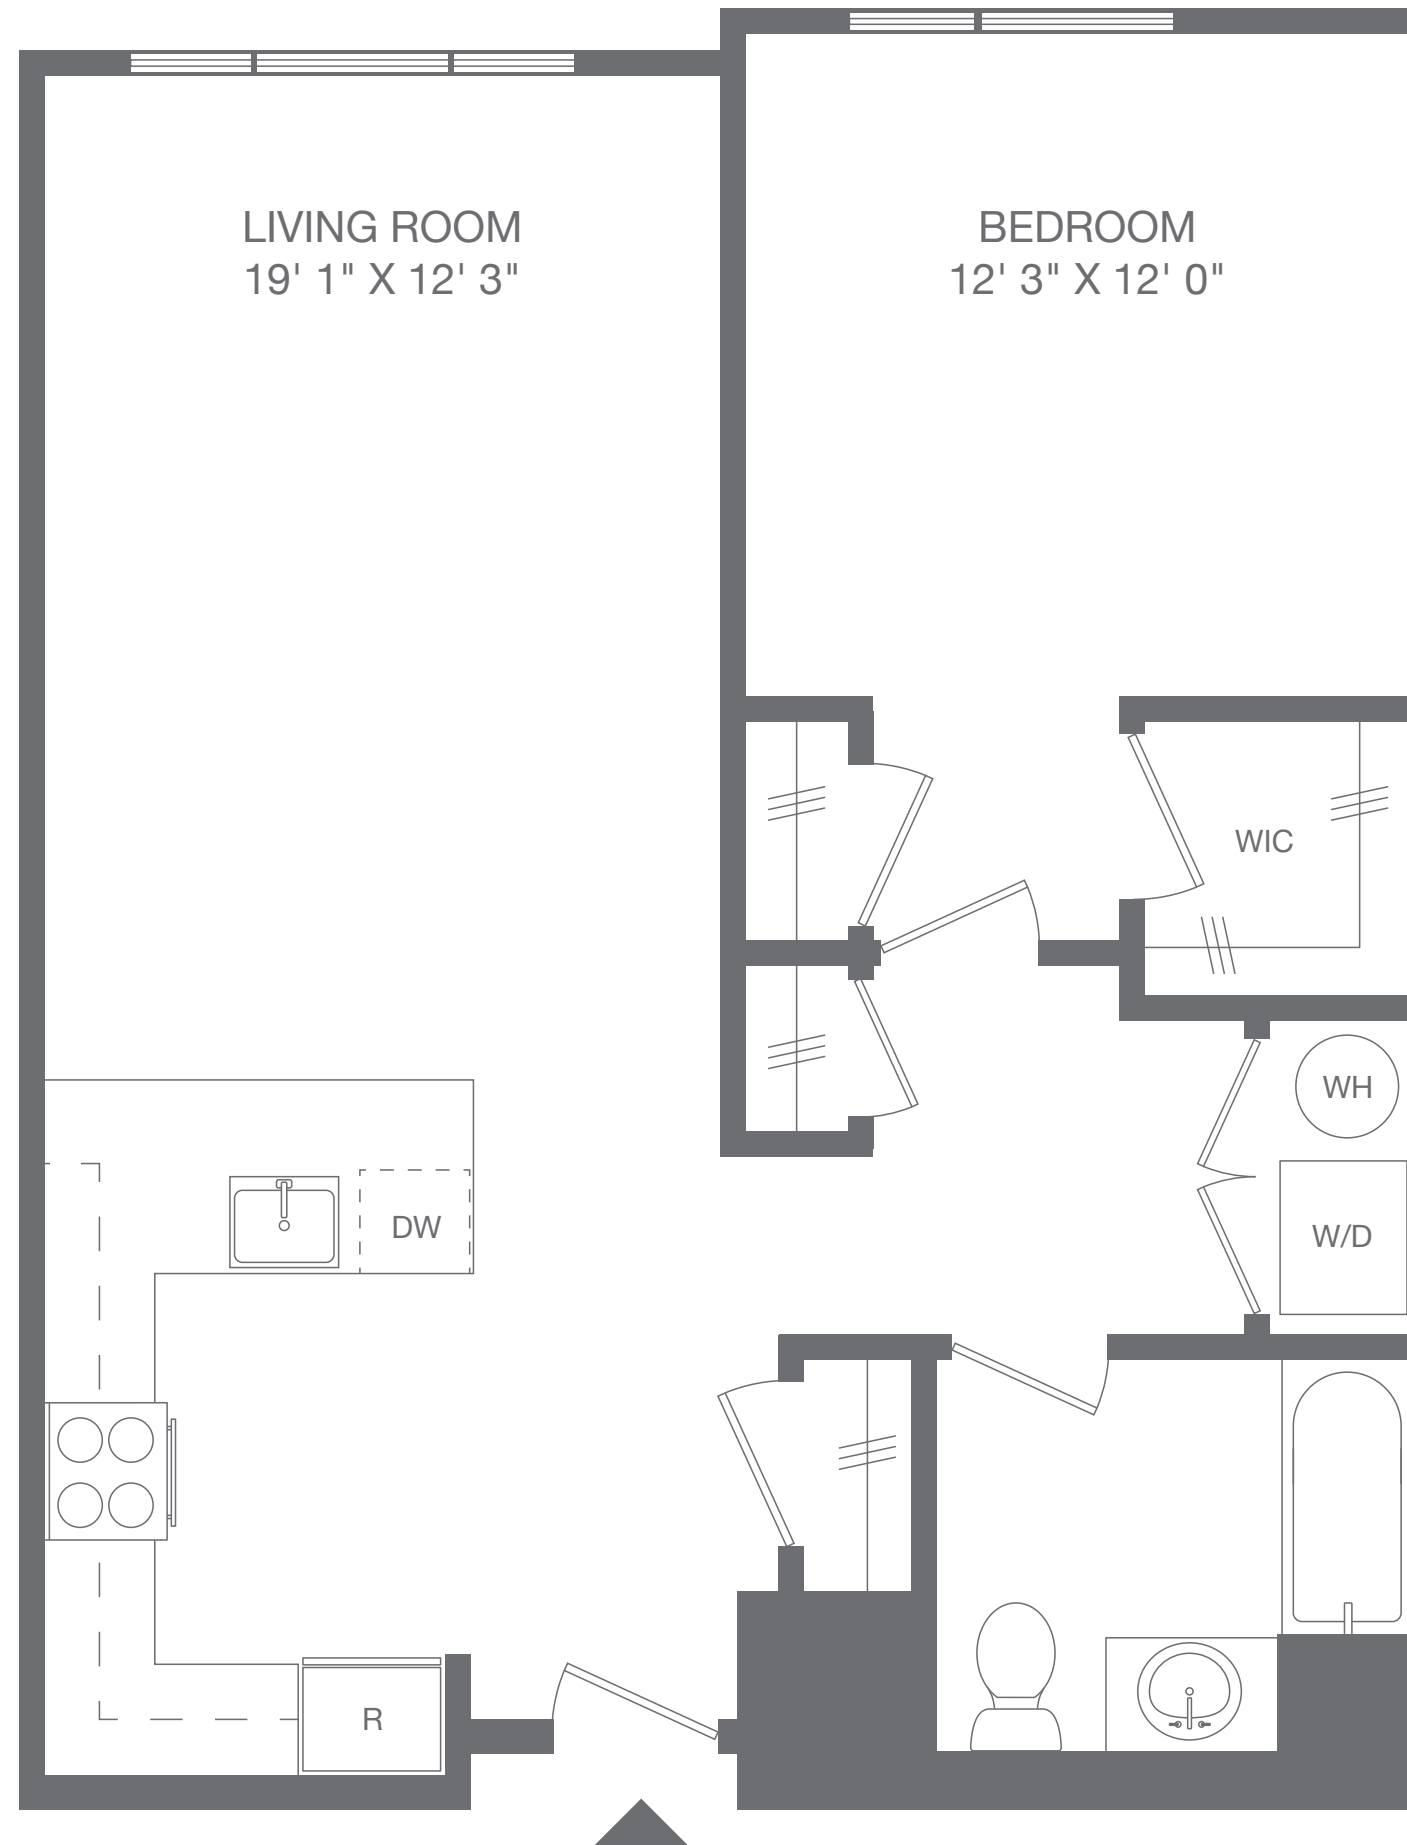 LIVING ROOM
19' 1" X 12' 3"
BEDROOM
12' 3" X 12' 0"
WIC
WH
DW
W/D
R